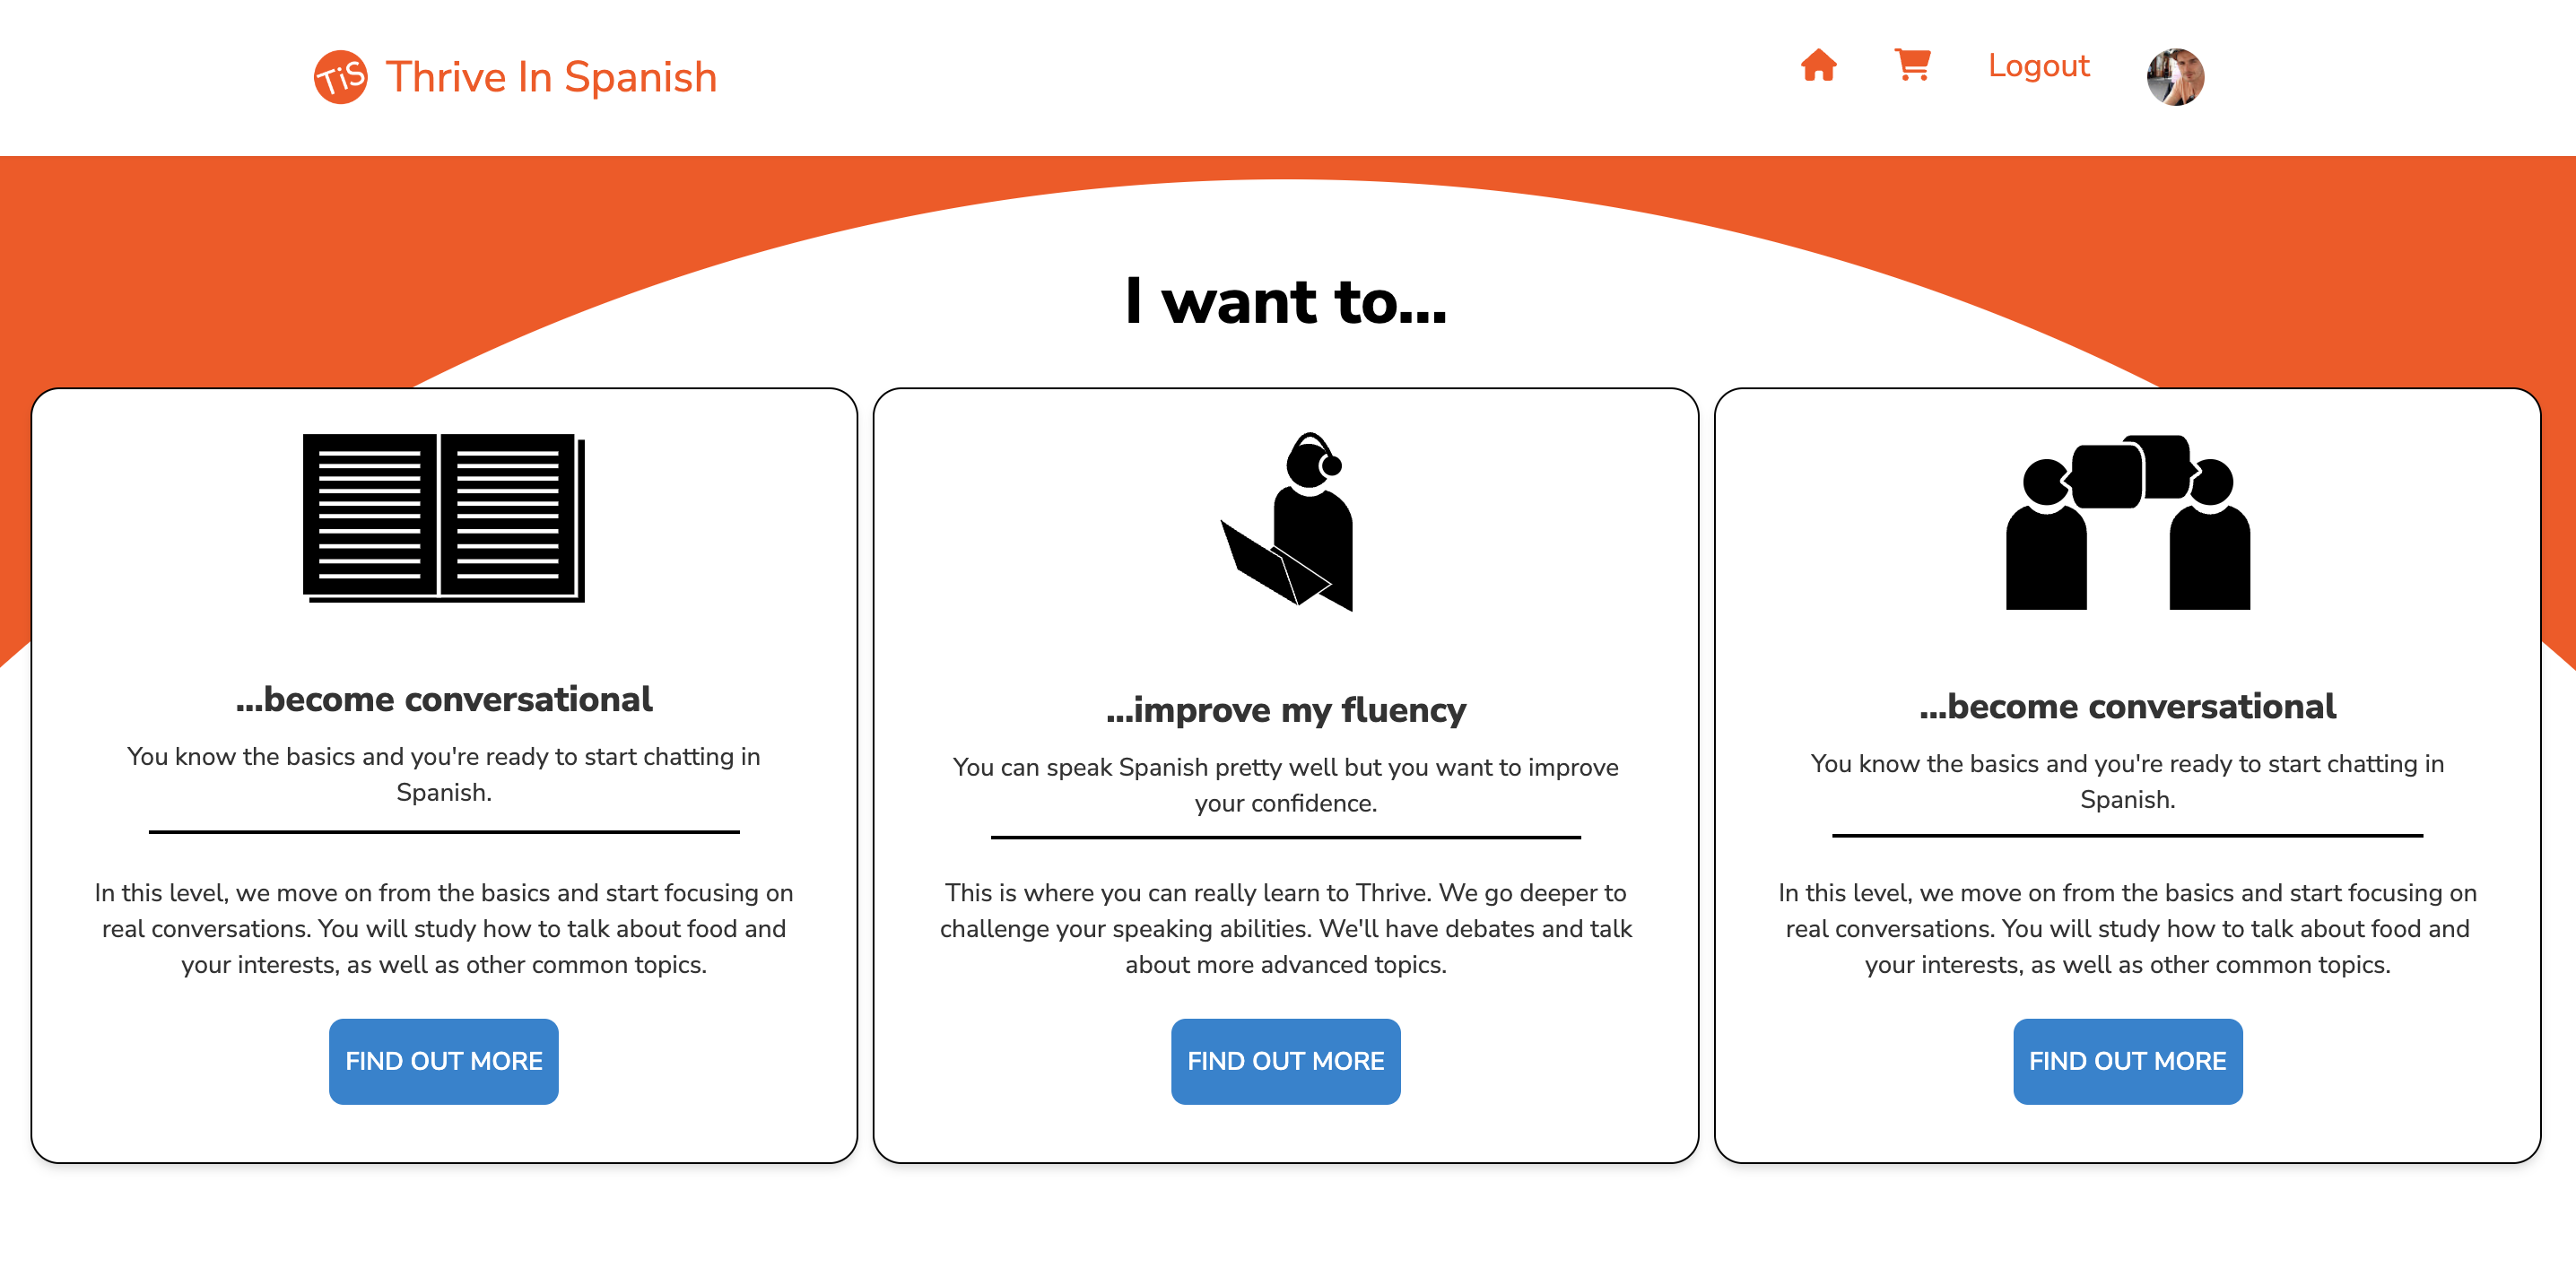 TiS Thrive In Spanish
Logout
I want to...
...become conversational
You know the basics and you're ready to start chatting in
Spanish.
In this level, we move on from the basics and start focusing on
real conversations. You will study how to talk about food and
your interests, as well as other common topics.
FIND OUT MORE
...improve my fluency
You can speak Spanish pretty well but you want to improve
your confidence.
This is where you can really learn to Thrive. We go deeper to
challenge your speaking abilities. We'll have debates and talk
about more advanced topics.
FIND OUT MORE
...become conversational
You know the basics and you're ready to start chatting in
Spanish.
In this level, we move on from the basics and start focusing on
real conversations. You will study how to talk about food and
your interests, as well as other common topics.
FIND OUT MORE